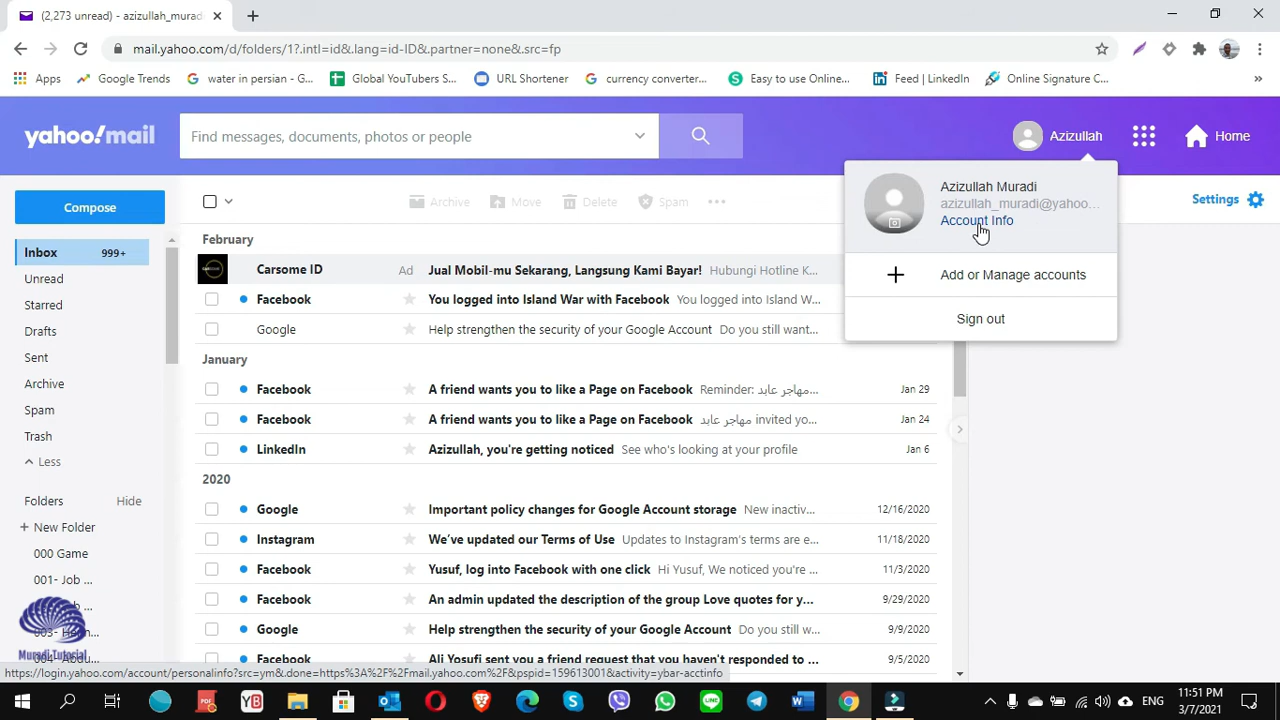 (2,273 unread) - azizullah_murad
mail.yahoo.com/d/folders/1?.intl=id&.lang=id-ID&.partner=none&.src=fp
Apps Google Trends water in persian - G... Global YouTubers S... URL Shortener currency converter... Easy to use Online... Feed | LinkedIn Online Signature C... »
yahoo!mail
Find messages, documents, photos or people
Azizullah
Home
Compose
Archive Move Delete Spam •••
Settings
Azizullah Muradi
azizullah_muradi@yahoo...
Account Info
Add or Manage accounts
Sign out
Inbox 999+
Unread
Starred
Drafts
Sent
Archive
Spam
Trash
Less
Folders Hide
+ New Folder
000 Game
001- Job ...
February
Carsome ID Ad Jual Mobil-mu Sekarang, Langsung Kami Bayar! Hubungi Hotline K...
Facebook You logged into Island War with Facebook You logged into Island W...
Google Help strengthen the security of your Google Account Do you still want...
January
Facebook A friend wants you to like a Page on Facebook Reminder: مهاجر عابد... Jan 29
Facebook A friend wants you to like a Page on Facebook مهاجر عابد invited yo... Jan 24
LinkedIn Azizullah, you're getting noticed See who's looking at your profile Jan 6
2020
Google Important policy changes for Google Account storage New inactiv... 12/16/2020
Instagram We've updated our Terms of Use Updates to Instagram's terms are e... 11/18/2020
Facebook Yusuf, log into Facebook with one click Hi Yusuf, We noticed you're ... 11/3/2020
Facebook An admin updated the description of the group Love quotes for y... 9/29/2020
Google Help strengthen the security of your Google Account Do you still w... 9/9/2020
Facebook Ali Yosufi sent you a friend request that you haven't responded to ... 9/5/2020
Muradi Tutorial
https://login.yahoo.com/account/personalinfo?src=ym&.done=https%3A%2F%2Fmail.yahoo.com%2F&pspid=159613001&activity=ybar-acctinfo
ENG
11:51 PM
3/7/2021